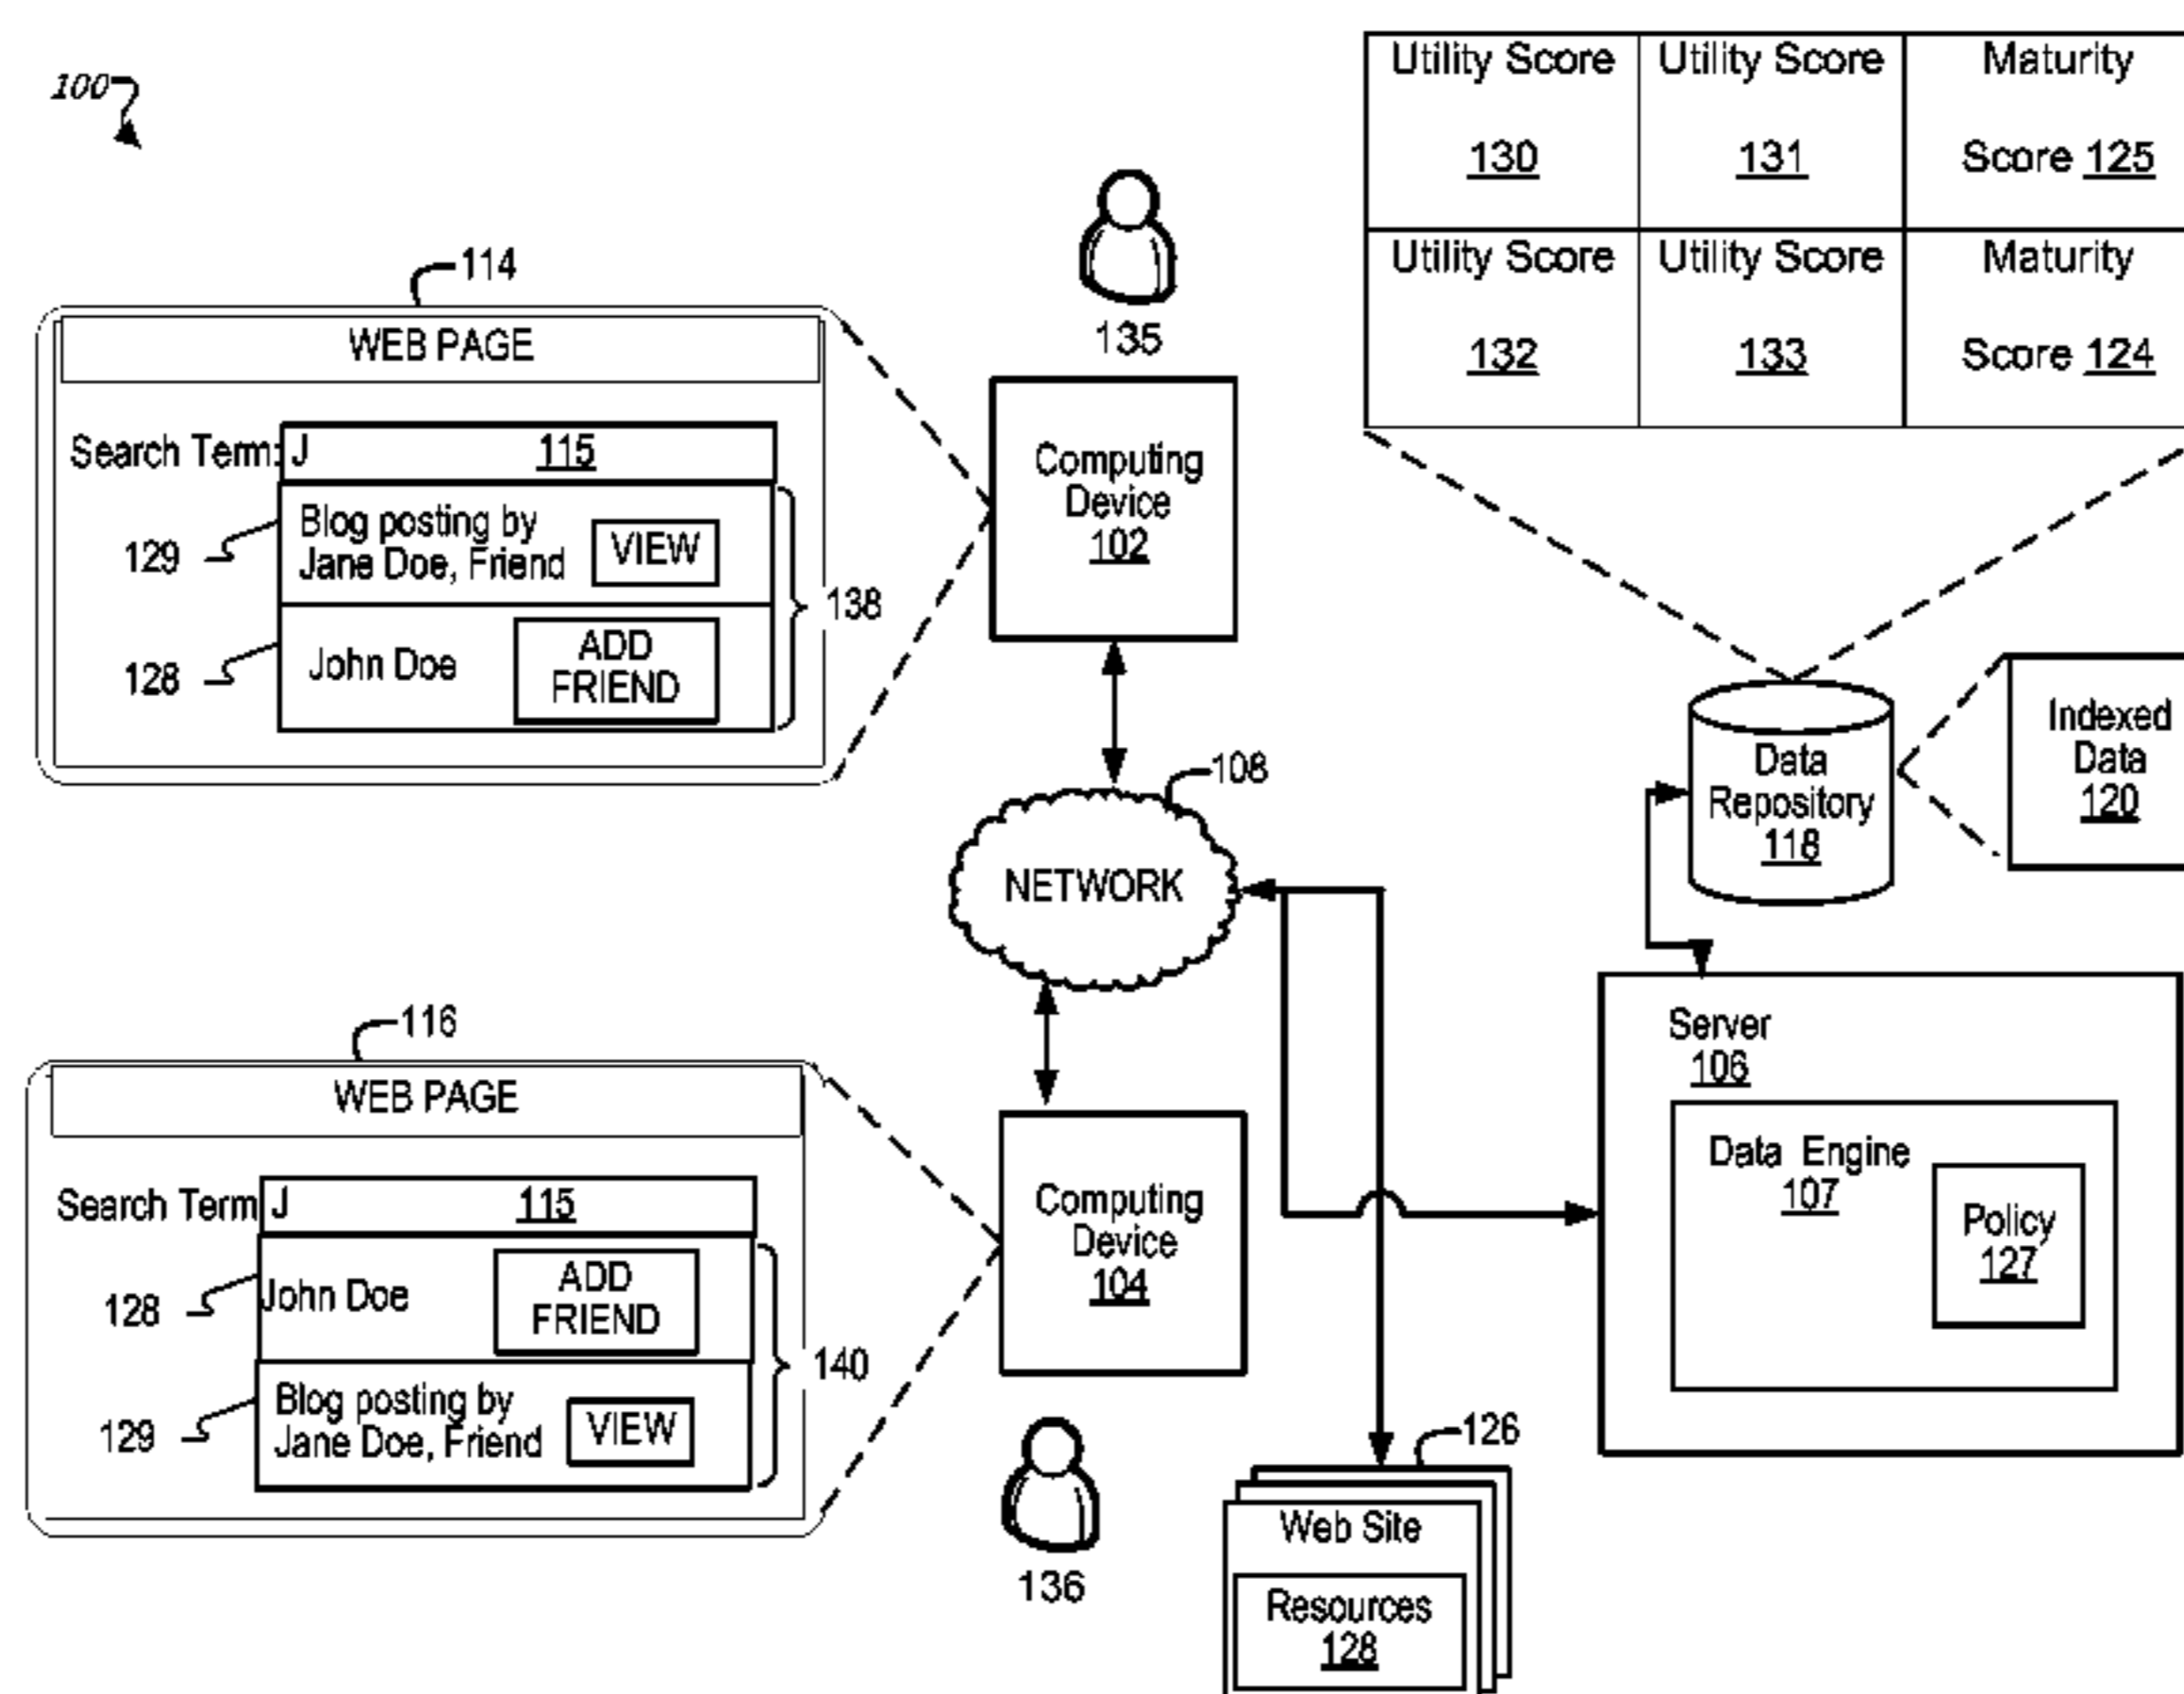 100
Utility Score
130
Utility Score
131
Maturity
Score 125
Utility Score
132
Utility Score
133
Maturity
Score 124
114
WEB PAGE
Search Term: J
115
129
Blog posting by
Jane Doe, Friend
VIEW
128
John Doe
ADD
FRIEND
138
135
Computing
Device
102
108
NETWORK
Data
Repository
118
Indexed
Data
120
116
WEB PAGE
Search Term J
115
128
John Doe
ADD
FRIEND
129
Blog posting by
Jane Doe, Friend
VIEW
140
Computing
Device
104
136
Server
106
Data Engine
107
Policy
127
126
Web Site
Resources
128